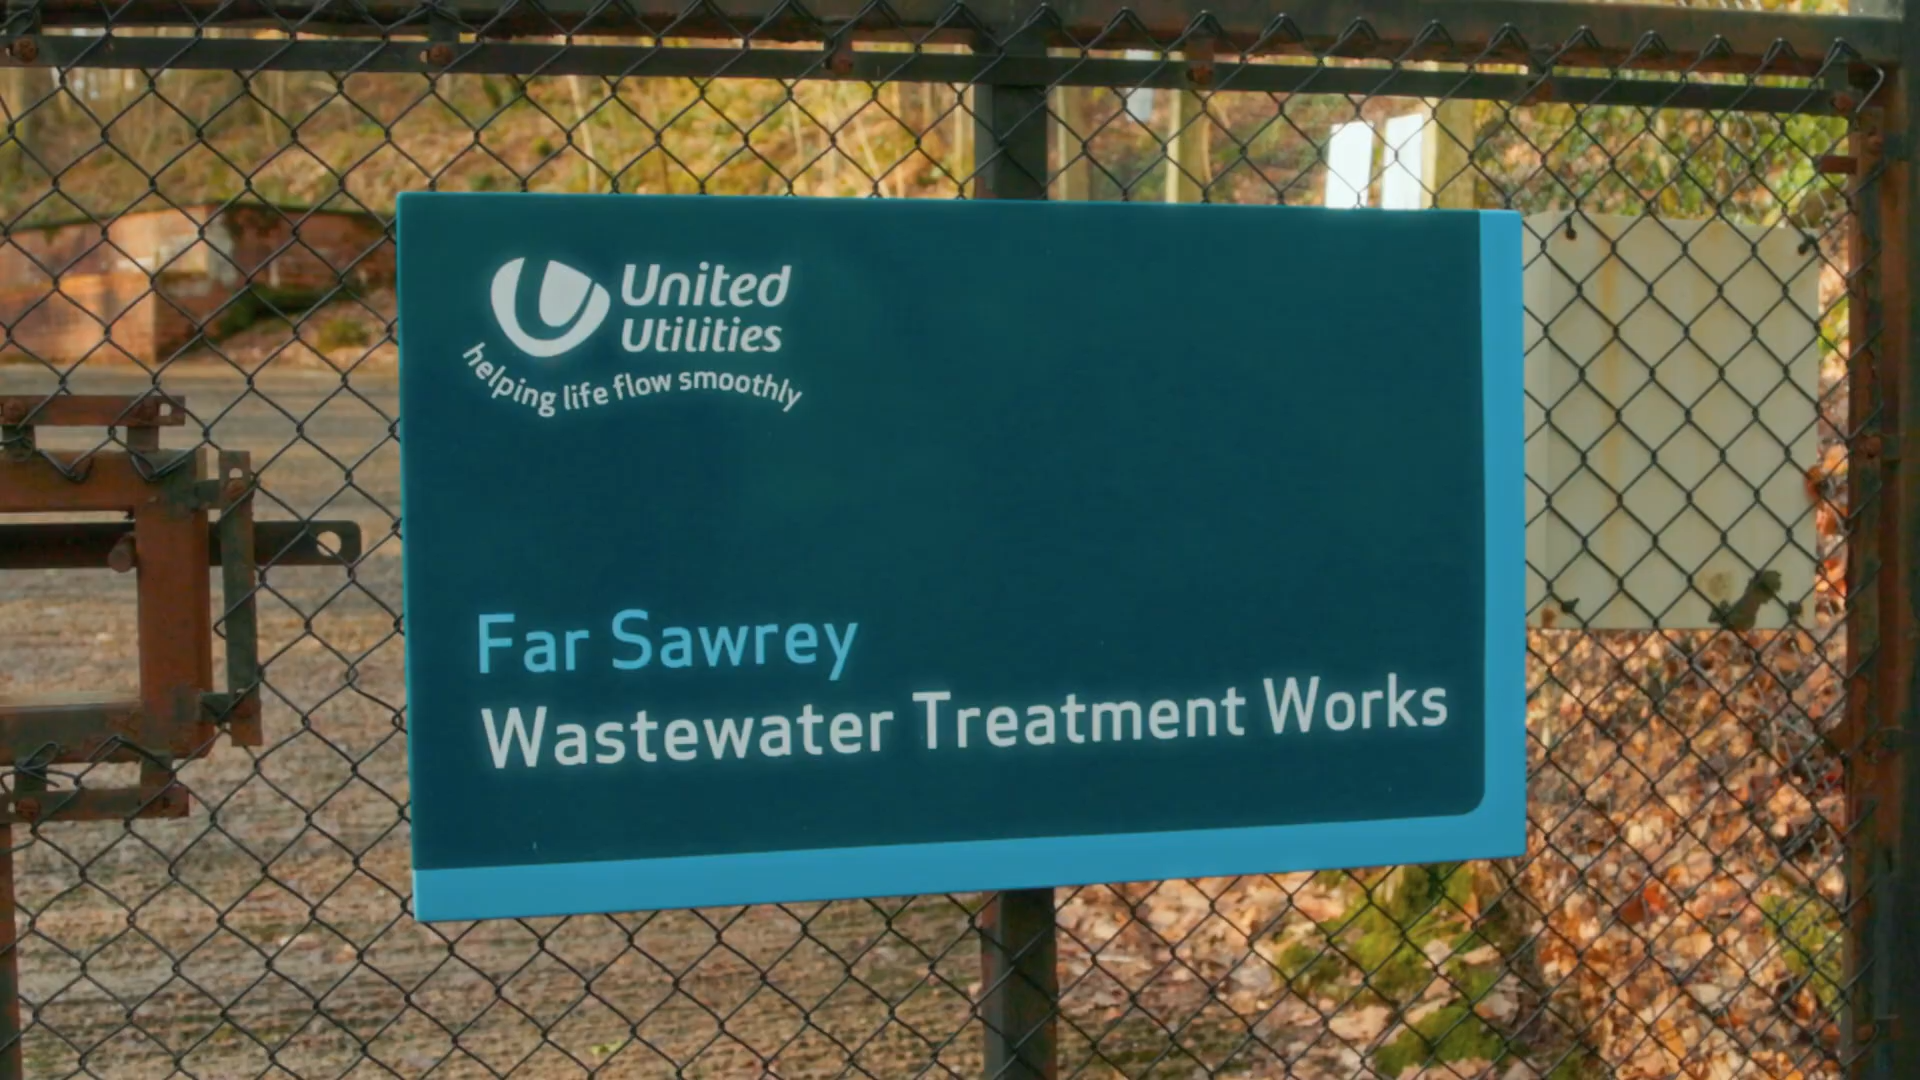 United
Utilities
helping life flow smoothly
Far Sawrey
Wastewater Treatment Works